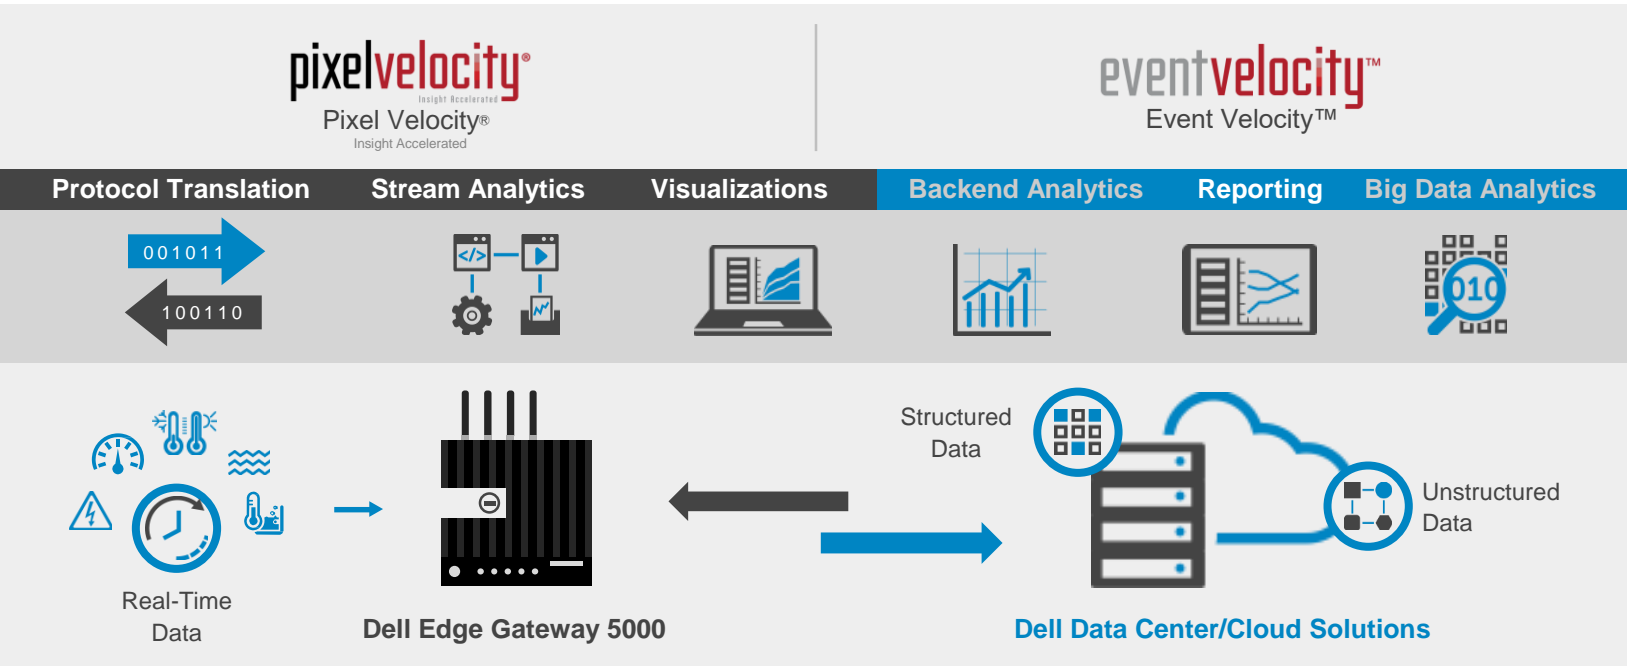 pixelvelocity®
Insight Accelerated
Pixel Velocity®
Insight Accelerated
eventvelocity™
Event Velocity™
Protocol Translation Stream Analytics Visualizations Backend Analytics Reporting Big Data Analytics
001011
100110
</>
010
Structured
Data
Unstructured
Data
Real-Time
Data
Dell Edge Gateway 5000
Dell Data Center/Cloud Solutions